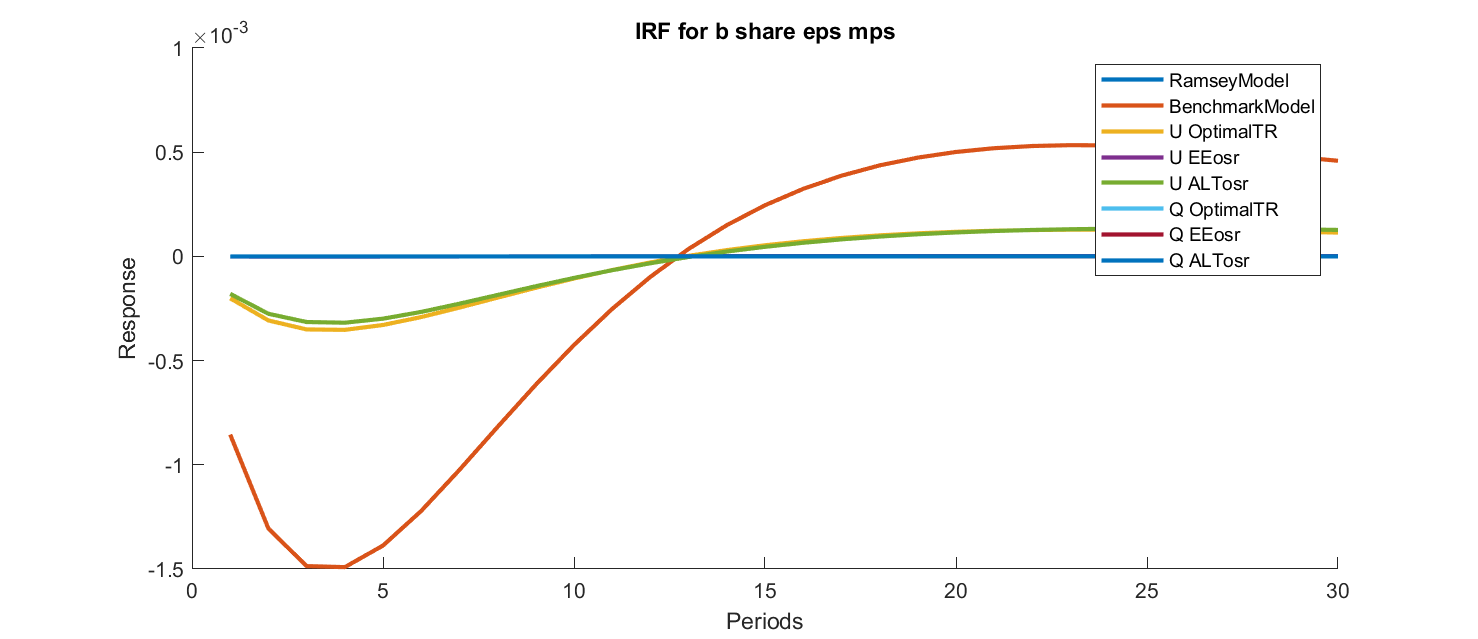 IRF for b share eps mps
×10-3
1
0.5
0
-0.5
-1
-1.5
Response
0 5 10 15 20 25 30
Periods
RamseyModel
BenchmarkModel
U OptimalTR
U EEosr
U ALTosr
Q OptimalTR
Q EEosr
Q ALTosr